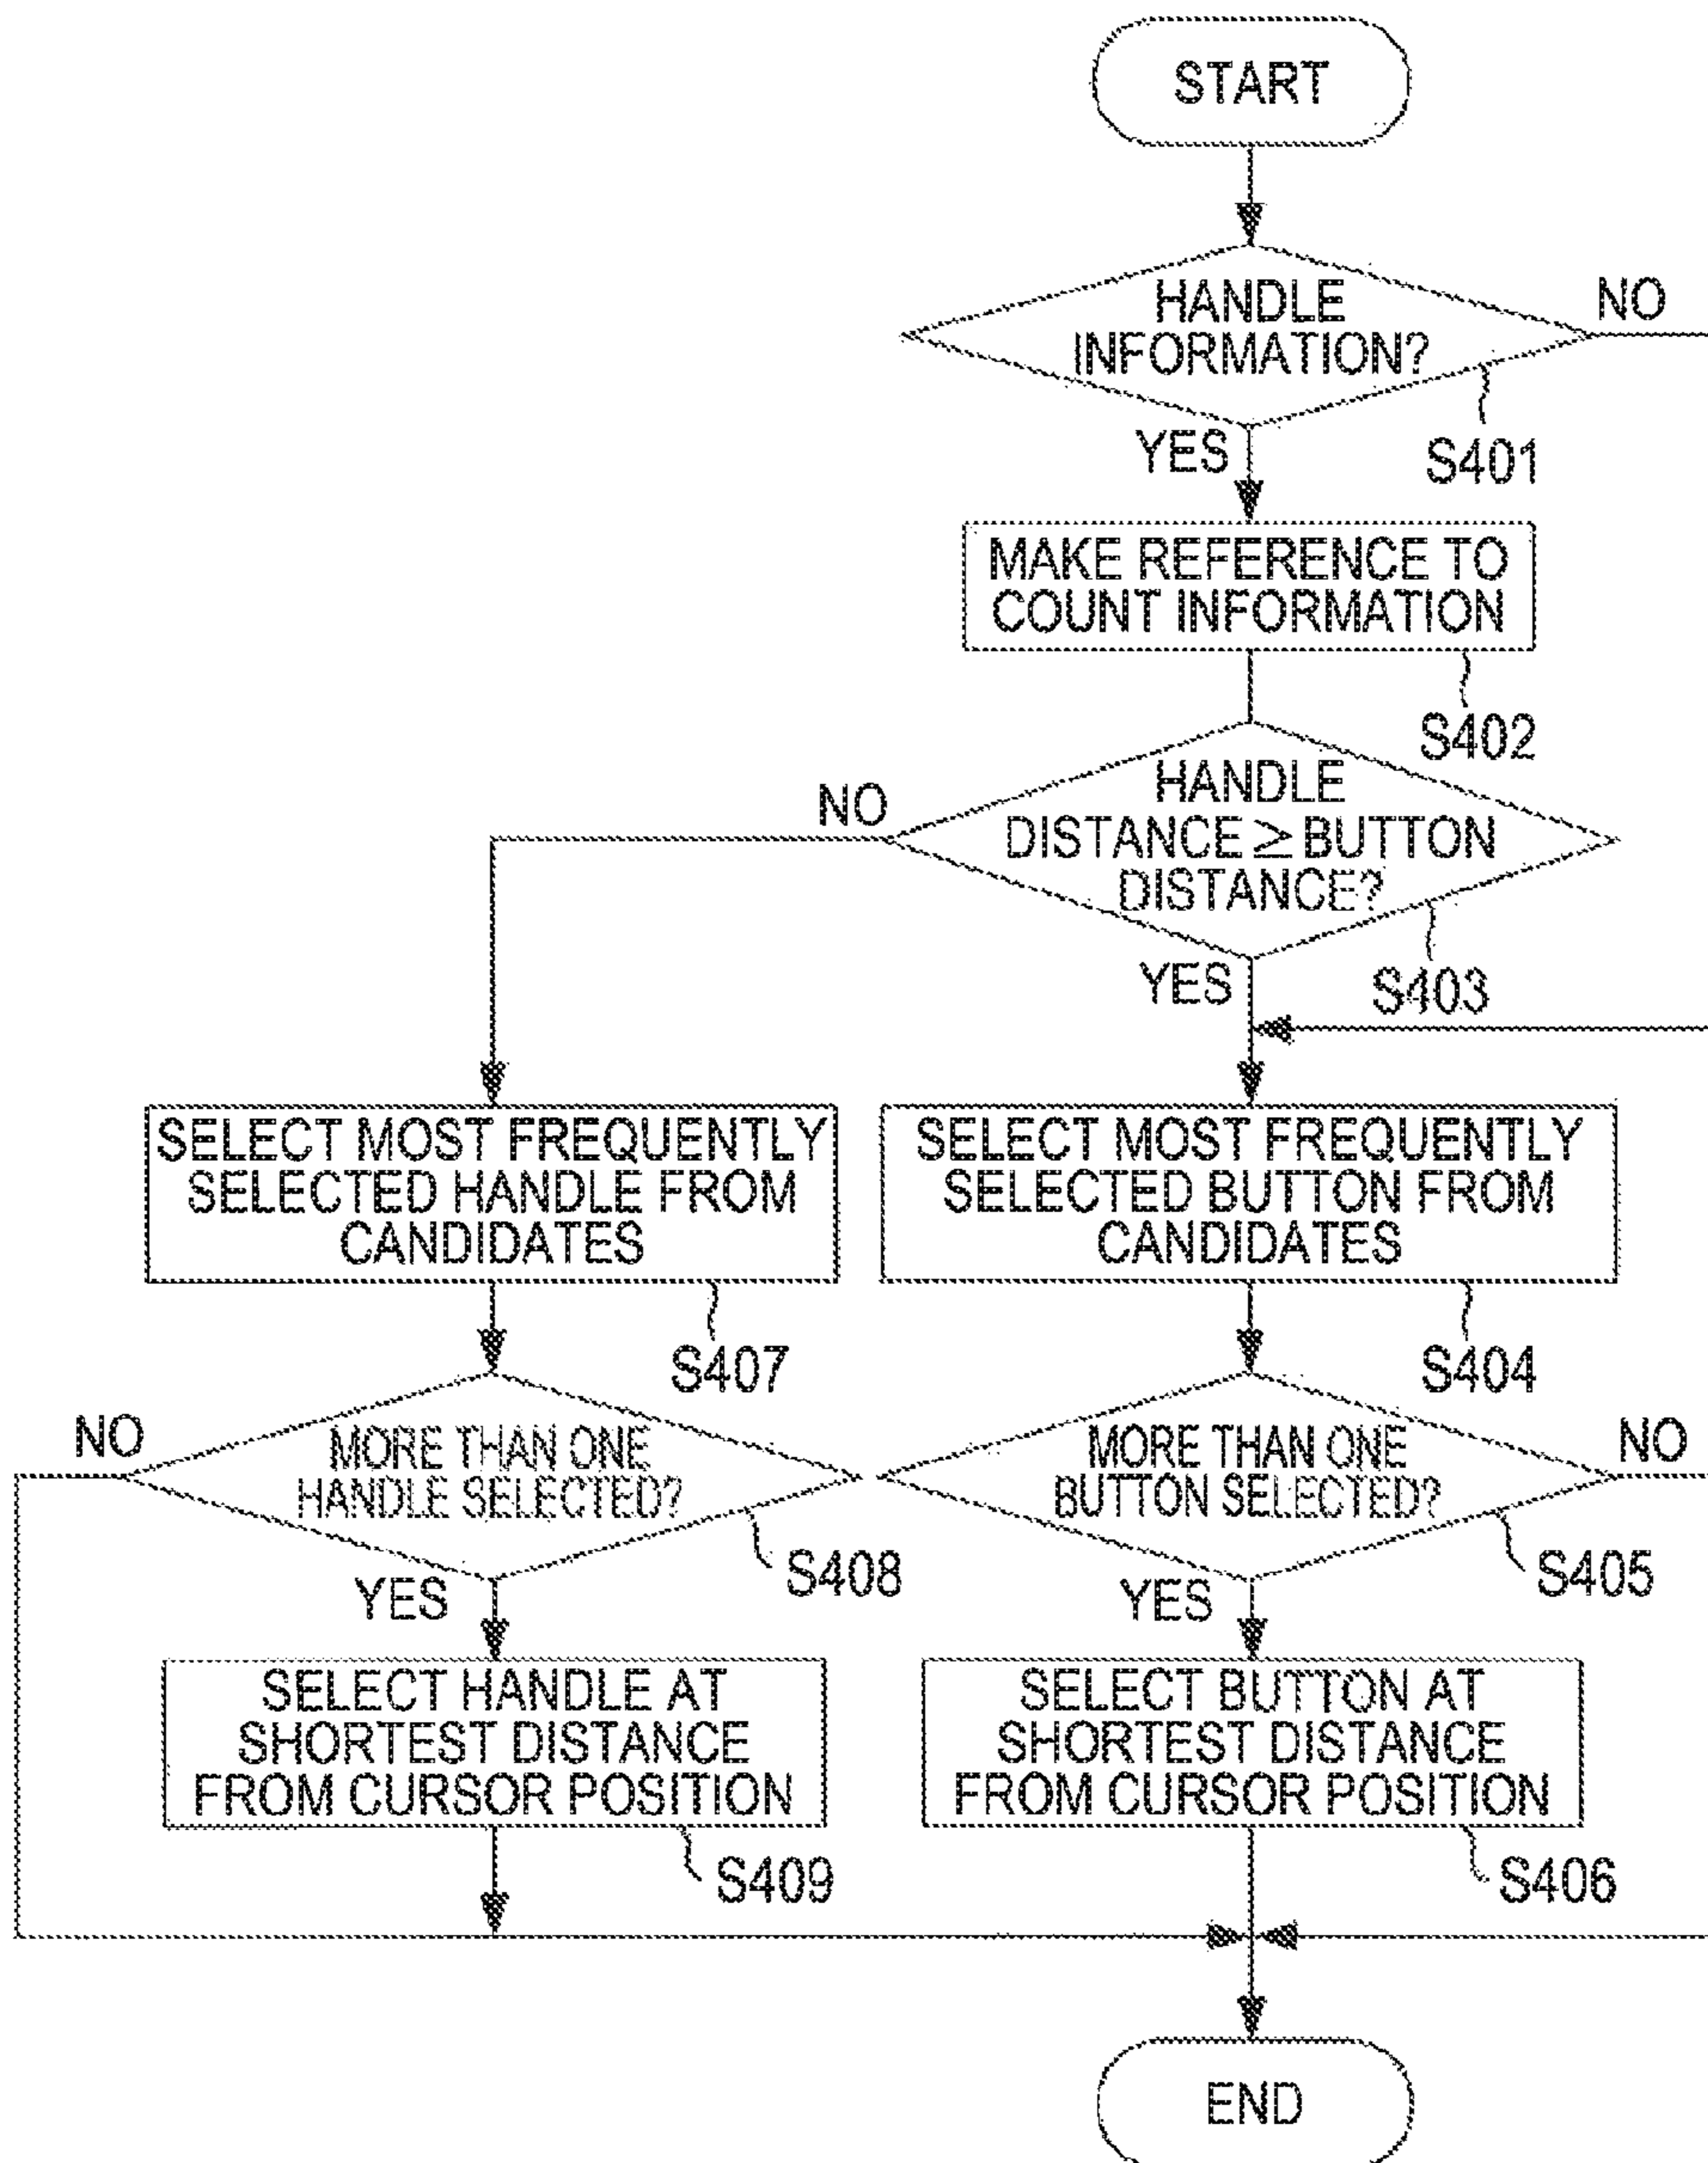 START
HANDLE
INFORMATION?
NO
YES
S401
MAKE REFERENCE TO
COUNT INFORMATION
S402
HANDLE
DISTANCE ≧ BUTTON
DISTANCE?
NO
YES
S403
SELECT MOST FREQUENTLY
SELECTED HANDLE FROM
CANDIDATES
S407
SELECT MOST FREQUENTLY
SELECTED BUTTON FROM
CANDIDATES
S404
NO
MORE THAN ONE
HANDLE SELECTED?
S408
YES
MORE THAN ONE
BUTTON SELECTED?
NO
S405
YES
SELECT HANDLE AT
SHORTEST DISTANCE
FROM CURSOR POSITION
S409
SELECT BUTTON AT
SHORTEST DISTANCE
FROM CURSOR POSITION
S406
END